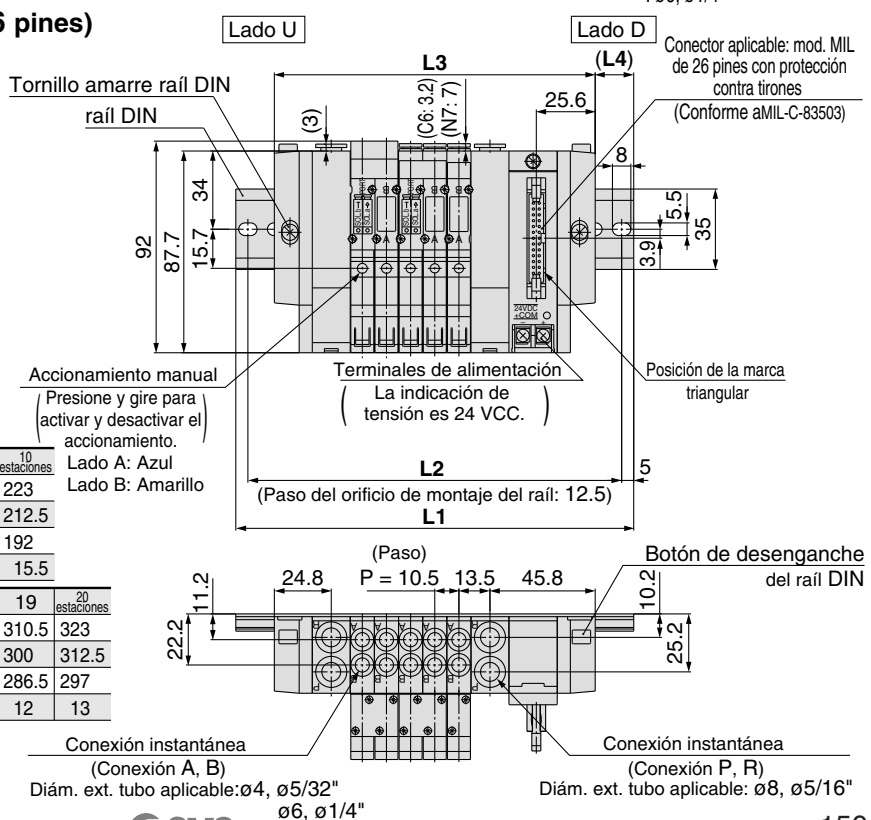 6 pines)
Lado U
Lado D
Conector aplicable: mod. MIL
de 26 pines con protección
contra tirones
(Conforme aMIL-C-83503)
L3
(L4)
Tornillo amarre raíl DIN
raíl DIN
(3)
(C6: 3.2)
(N7: 7)
25.6
8
92
87.7
34
15.7
5.5
3.9
35
24VDC
+COM
- +
Accionamiento manual
(Presione y gire para
activar y desactivar el
accionamiento.)
Lado A: Azul
Lado B: Amarillo
Terminales de alimentación
(La indicación de
tensión es 24 VCC.)
Posición de la marca
triangular
L2
5
(Paso del orificio de montaje del raíl: 12.5)
L1
10
estaciones
223
212.5
192
15.5
19 20
estaciones
310.5 323
300 312.5
286.5 297
12 13
(Paso)
24.8 P = 10.5 13.5 45.8
11.2
22.2
10.2
25.2
Botón de desenganche
del raíl DIN
Conexión instantánea
(Conexión A, B)
Diám. ext. tubo aplicable:ø4, ø5/32"
ø6, ø1/4"
Conexión instantánea
(Conexión P, R)
Diám. ext. tubo aplicable: ø8, ø5/16"